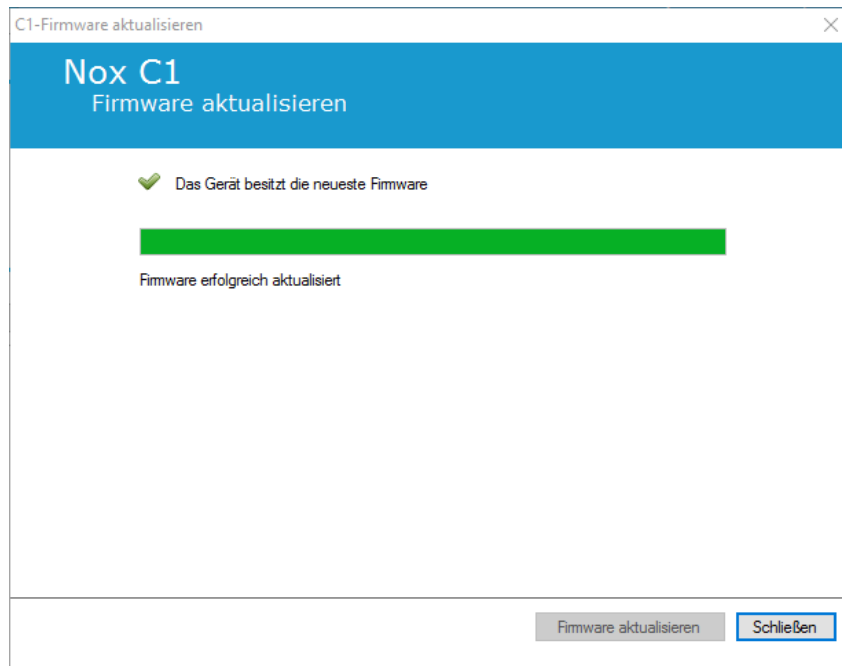 C1-Firmware aktualisieren
Nox C1
Firmware aktualisieren
Das Gerät besitzt die neueste Firmware
Firmware erfolgreich aktualisiert
Firmware aktualisieren
Schließen